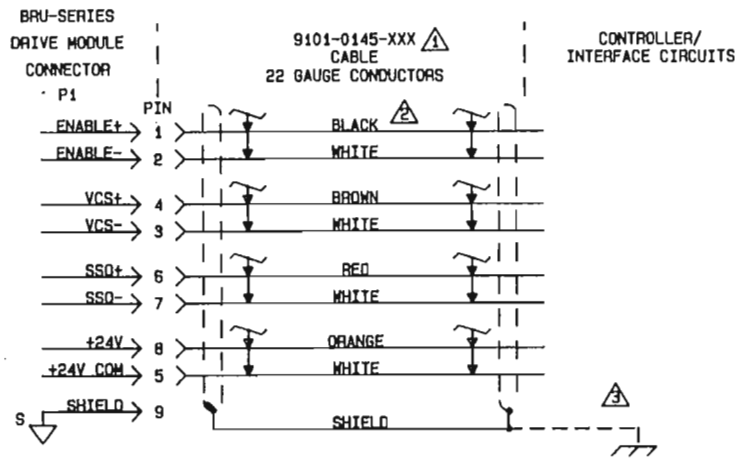 BRU-SERIES
DRIVE MODULE
CONNECTOR
P1
PIN
9101-0145-XXX 1
CABLE
22 GAUGE CONDUCTORS
CONTROLLER/
INTERFACE CIRCUITS
2
ENABLE+ 1 BLACK
ENABLE- 2 WHITE
VCS+ 4 BROWN
VCS- 3 WHITE
SSO+ 6 RED
SSO- 7 WHITE
+24V 8 ORANGE
+24V COM 5 WHITE
3
S SHIELD 9 SHIELD